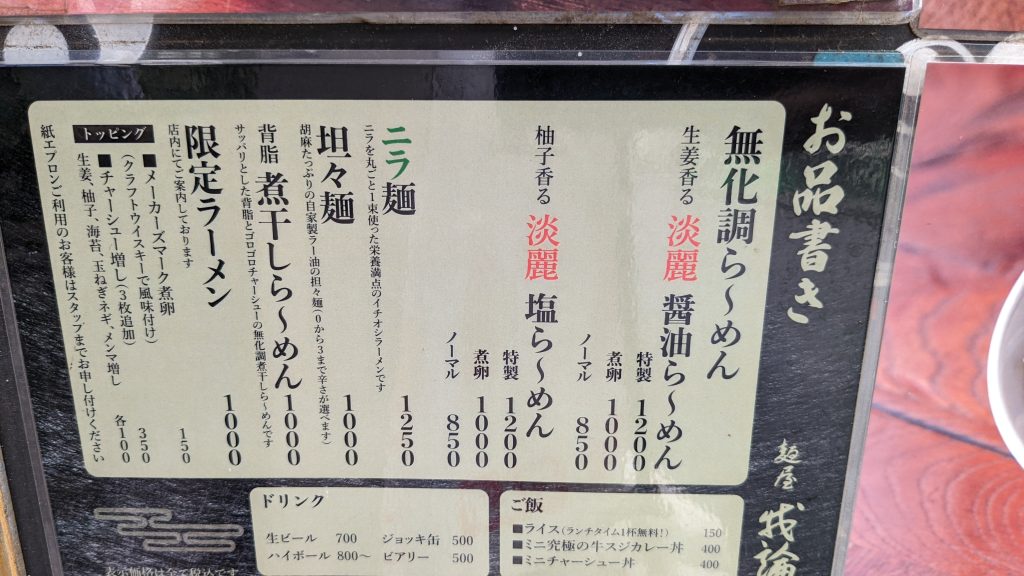 お品書き
麺屋 我論
無化調ら〜めん
生姜香る 淡麗 醤油ら〜めん
特製 1200
煮卵 1000
ノーマル 850
柚子香る 淡麗 塩ら〜めん
特製 1200
煮卵 1000
ノーマル 850
ニラ麺 1250
ニラを丸ごと1束使った栄養満点のイチオシラーメンです
坦々麺 1000
胡麻たっぷりの自家製ラー油の担々麺(0から3まで辛さが選べます)
背脂 煮干しら〜めん 1000
サッパリとした背脂とゴロゴロチャーシューの無化調煮干しら〜めんです
限定ラーメン 1000
店内にてご案内しております
トッピング
■メーカーズマーク煮卵 150
(クラフトウイスキーで風味付け)
■チャーシュー増し(3枚追加) 350
■生姜、柚子、海苔、玉ねぎネギ、メンマ増し 各100
紙エプロンご利用のお客様はスタップまでお申し付けください
ドリンク
生ビール 700 ジョッキ缶 500
ハイボール 800〜 ビアリー 500
ご飯
■ライス(ランチタイム1杯無料!) 150
■ミニ究極の牛スジカレー丼 400
■ミニチャーシュー丼 400
表示価格は全て税込です